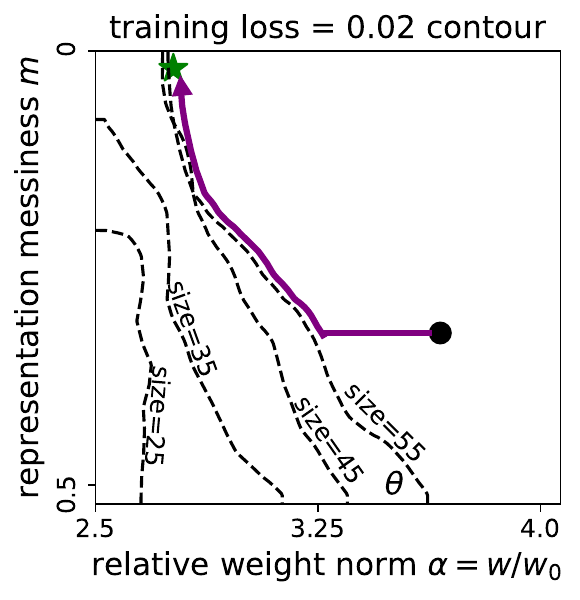 training loss = 0.02 contour
representation messiness m
0
0.5
size=25
size=35
size=45
size=55
θ
2.5
3.25
4.0
relative weight norm α = w/w₀